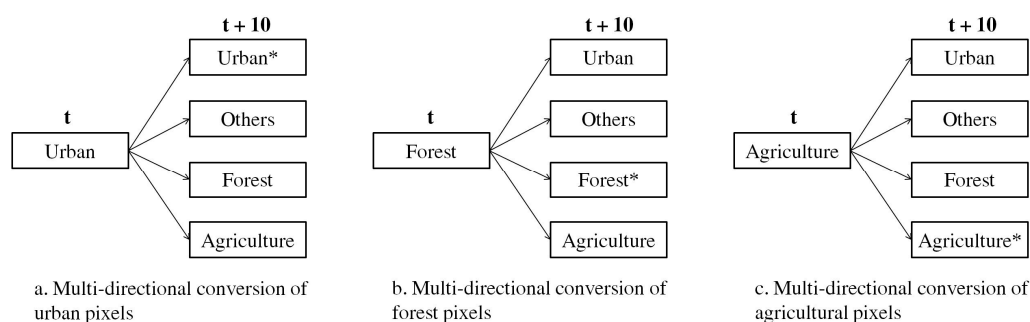 t + 10
Urban*
Others
t
Urban
Forest
Agriculture
a. Multi-directional conversion of
urban pixels
t + 10
Urban
Others
t
Forest
Forest*
Agriculture
b. Multi-directional conversion of
forest pixels
t + 10
Urban
Others
t
Agriculture
Forest
Agriculture*
c. Multi-directional conversion of
agricultural pixels